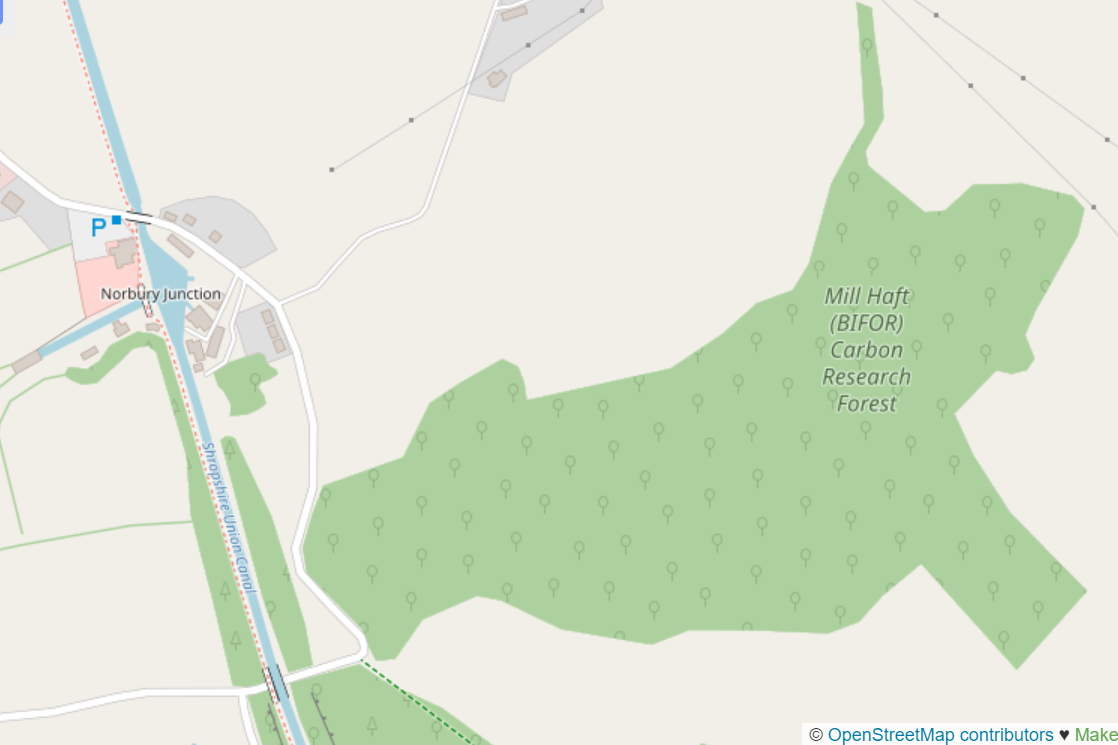 P
Norbury Junction
Mill Haft
(BIFOR)
Carbon
Research
Forest
Shropshire Union Canal
© OpenStreetMap contributors ♥ Make